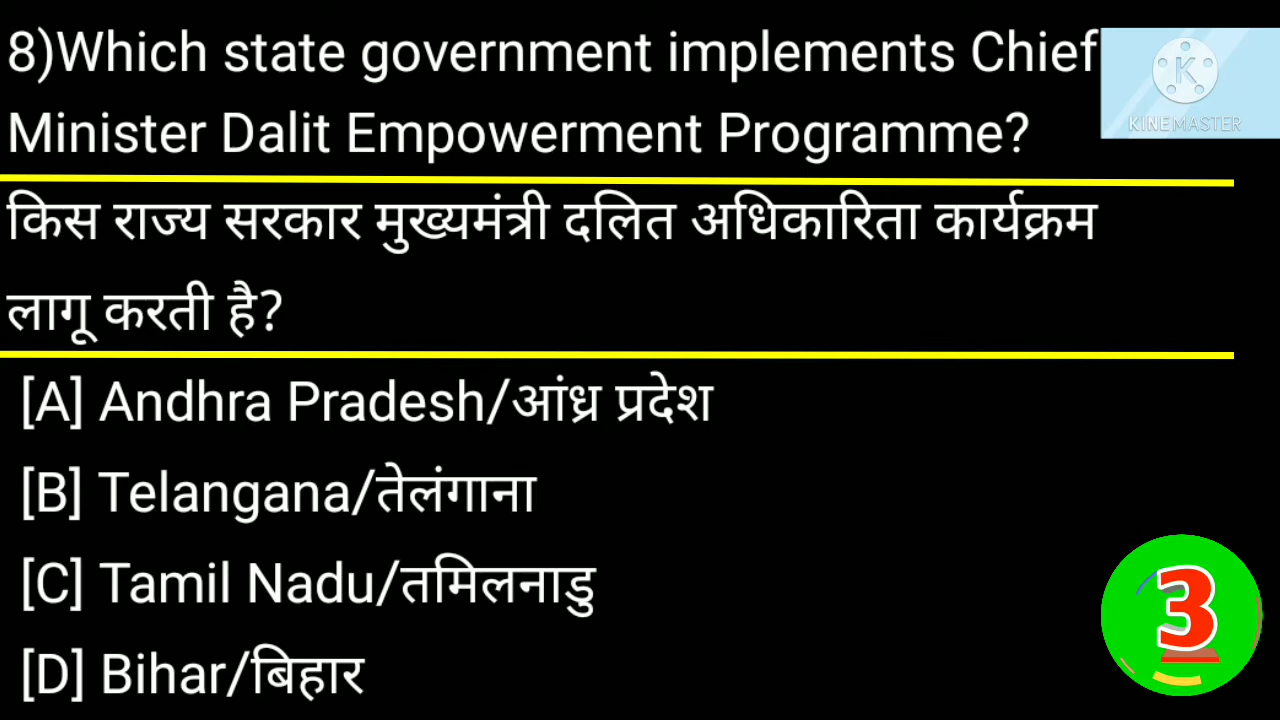 8)Which state government implements Chief
KINEMASTER
Minister Dalit Empowerment Programme?
किस राज्य सरकार मुख्यमंत्री दलित अधिकारिता कार्यक्रम
लागू करती है?
[A] Andhra Pradesh/आंध्र प्रदेश
[B] Telangana/तेलंगाना
[C] Tamil Nadu/तमिलनाडु
[D] Bihar/बिहार
3